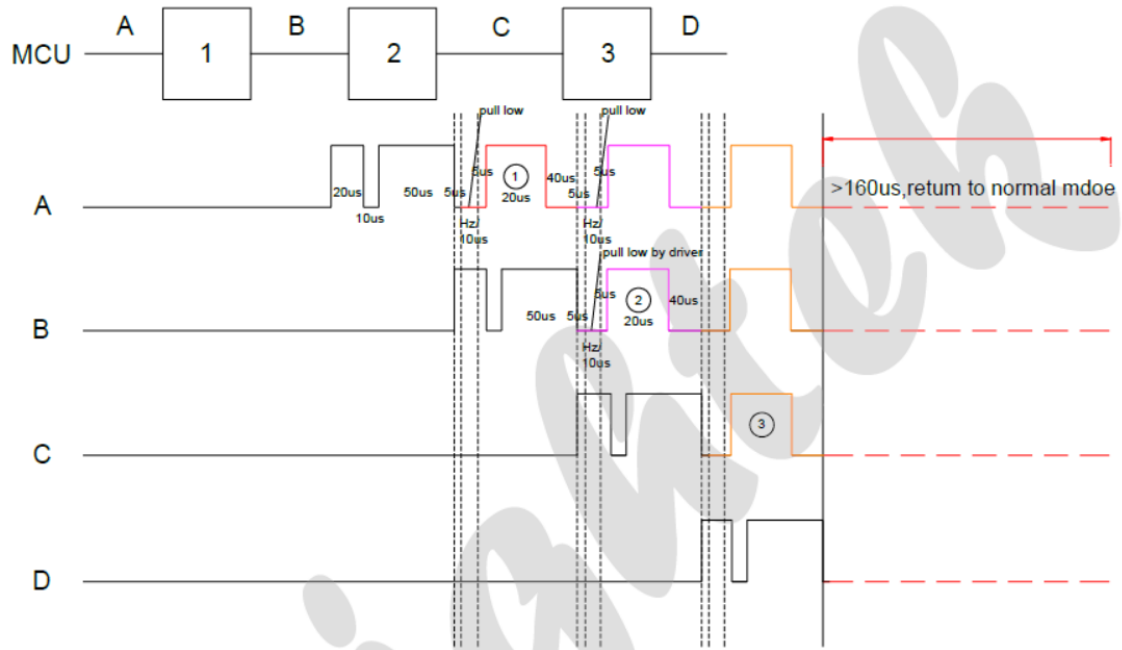 A B C D
MCU 1 2 3
pull low pull low
A 20us 10us 50us 5us Hz/ 10us 5us ① 20us 40us 5us Hz/ 10us 5us
>160us,retum to normal mdoe
pull low by driver
B 50us 5us Hz/ 10us 5us ② 20us 40us
C ③
D